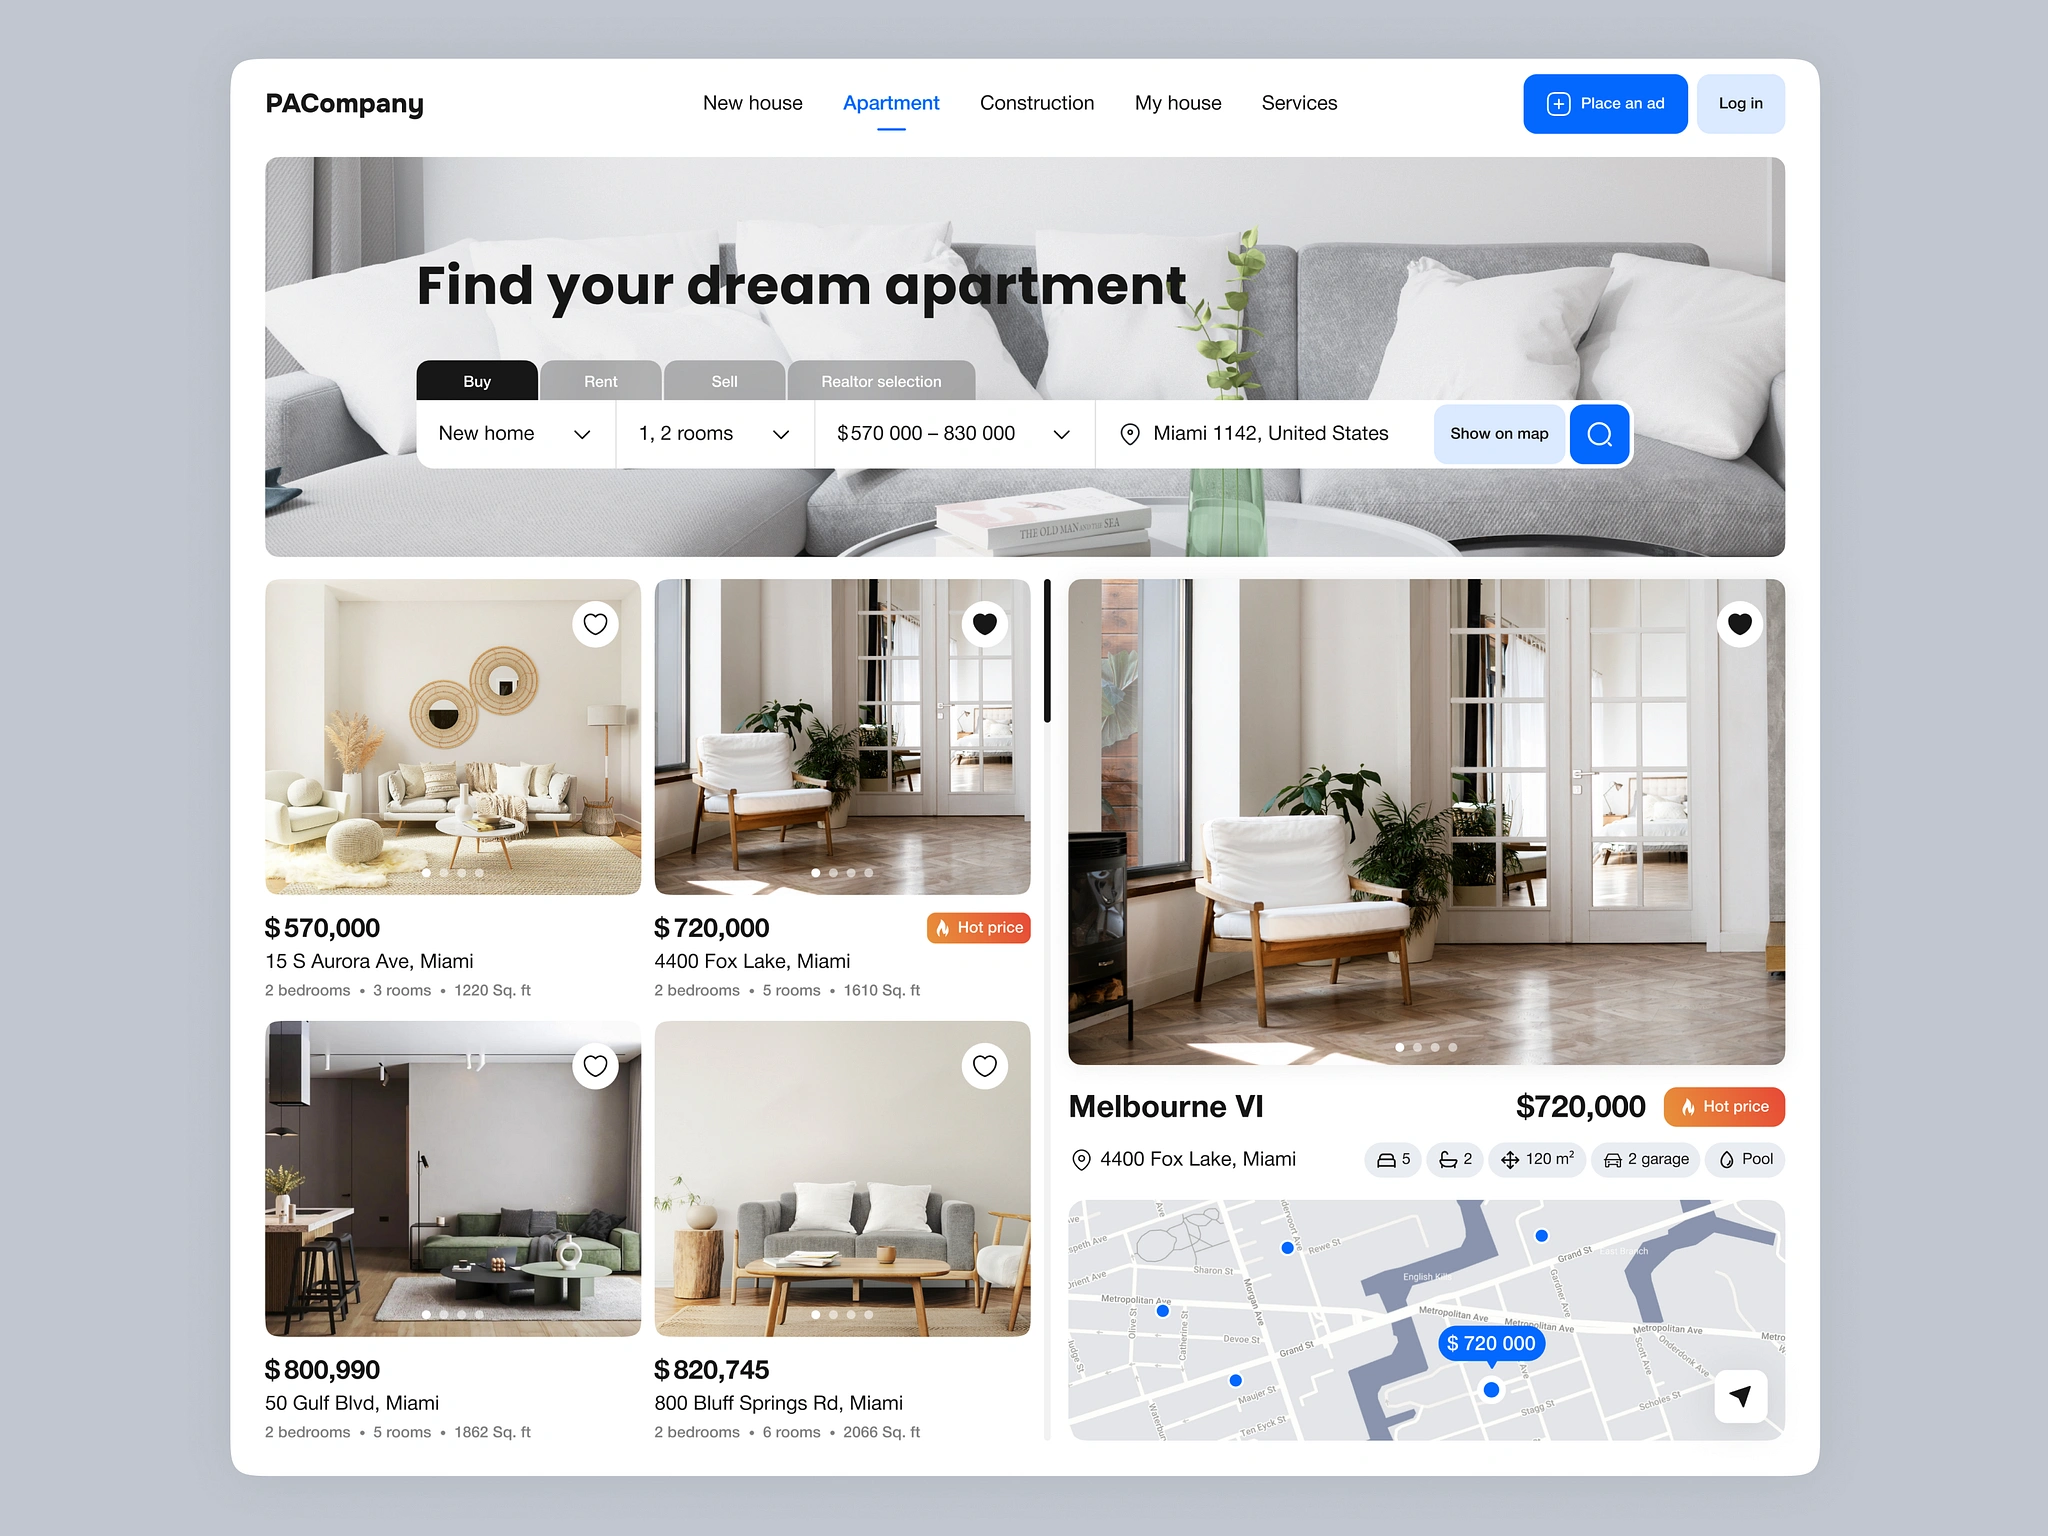 PACompany
New house
Apartment
Construction
My house
Services
Place an ad
Log in
Find your dream apartment
Buy
Rent
Sell
Realtor selection
New home
1, 2 rooms
$570 000 – 830 000
Miami 1142, United States
Show on map
THE OLD MAN AND THE SEA
$570,000
15 S Aurora Ave, Miami
2 bedrooms • 3 rooms • 1220 Sq. ft
$720,000
Hot price
4400 Fox Lake, Miami
2 bedrooms • 5 rooms • 1610 Sq. ft
$800,990
50 Gulf Blvd, Miami
2 bedrooms • 5 rooms • 1862 Sq. ft
$820,745
800 Bluff Springs Rd, Miami
2 bedrooms • 6 rooms • 2066 Sq. ft
Melbourne VI
$720,000
Hot price
4400 Fox Lake, Miami
5
2
120 m²
2 garage
Pool
Ave
Rewe St
Grand St
East Branch
Sharon St
English Kills
Metropolitan Ave
Morgan Ave
Gardner Ave
Metropolitan Ave
Metropolitan Ave
Metropolitan Ave
Olive St
Catherine St
Devoe St
Grand St
$ 720 000
Scott Ave
Onderdonk Ave
Maujer St
Ten Eyck St
Stagg St
Scholes St